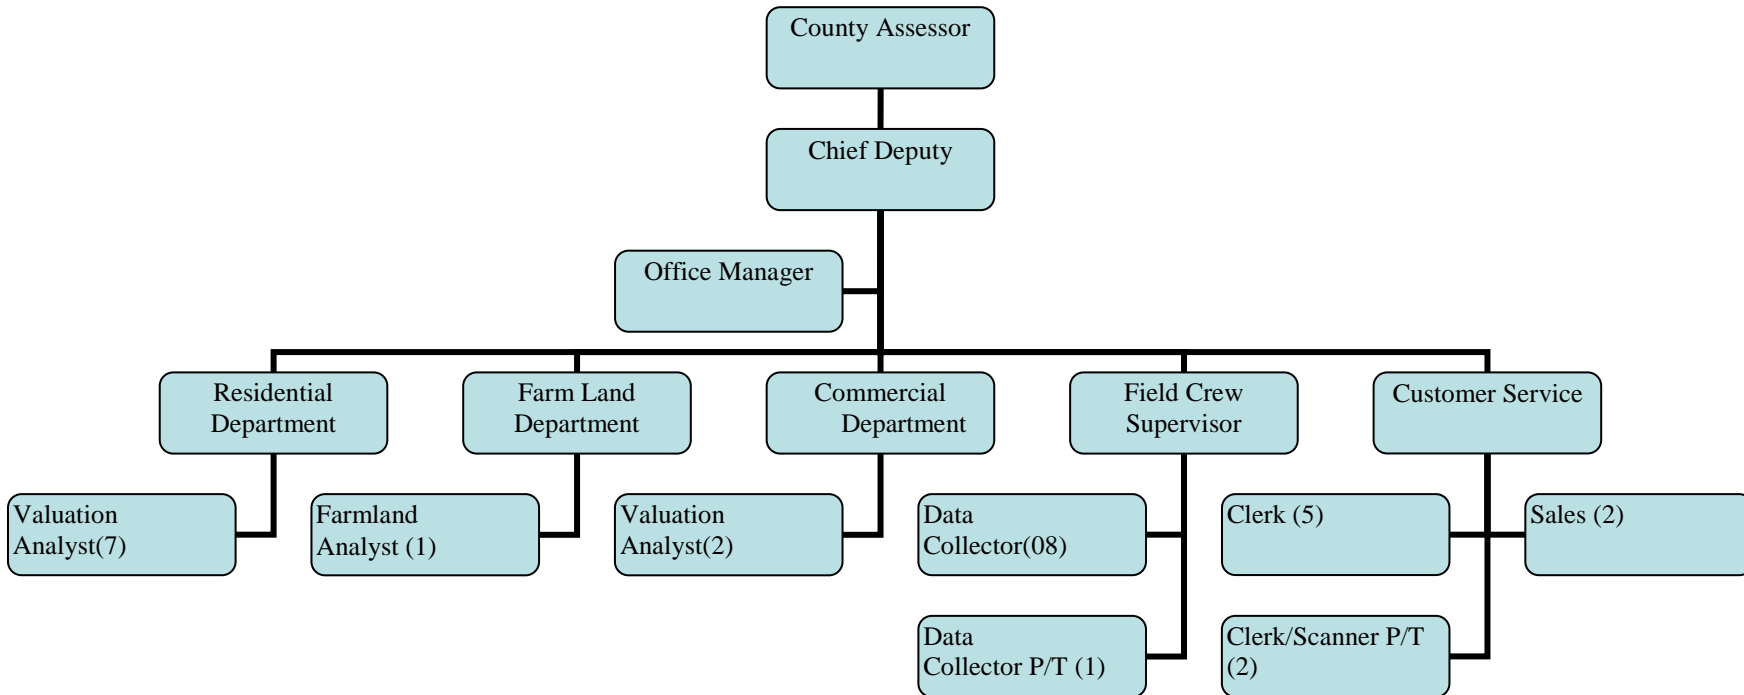 County Assessor
Chief Deputy
Office Manager
Residential
Department
Farm Land
Department
Commercial
Department
Field Crew
Supervisor
Customer Service
Valuation
Analyst(7)
Farmland
Analyst (1)
Valuation
Analyst(2)
Data
Collector(08)
Clerk (5)
Sales (2)
Data
Collector P/T (1)
Clerk/Scanner P/T
(2)